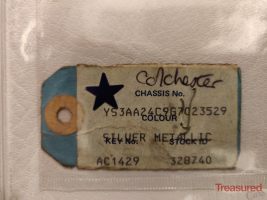 Colchester
CHASSIS No.
YS3AA24C9G7023529
COLOUR
SILVER METALLIC
KEY No. STOCK ID
AC1429 328740
Treasured